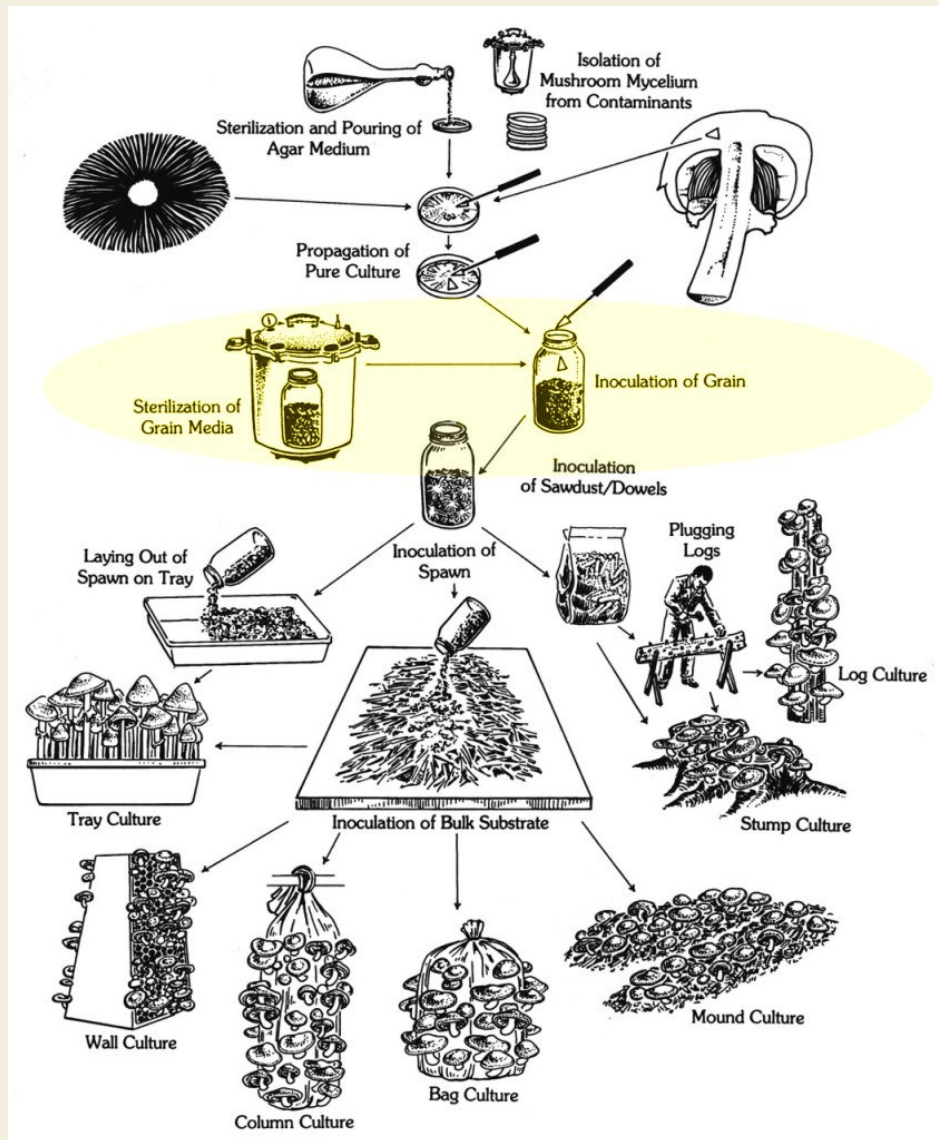 Isolation of
Mushroom Mycelium
from Contaminants
Sterilization and Pouring of
Agar Medium
Propagation of
Pure Culture
Sterilization of
Grain Media
Inoculation of Grain
Inoculation
of Sawdust/Dowels
Laying Out of
Spawn on Tray
Inoculation of
Spawn
Plugging
Logs
Log Culture
Tray Culture
Inoculation of Bulk Substrate
Stump Culture
Wall Culture
Column Culture
Bag Culture
Mound Culture